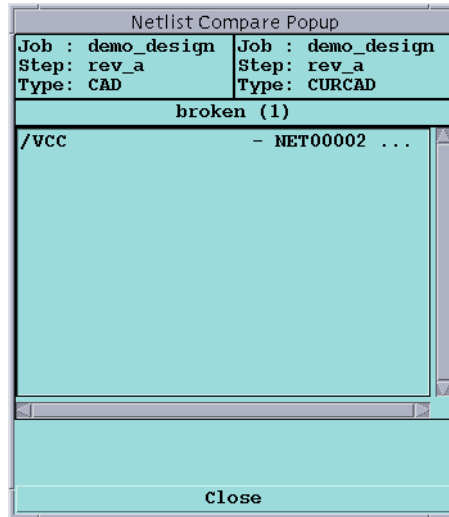 Netlist Compare Popup
Job : demo_design Job : demo_design
Step: rev_a Step: rev_a
Type: CAD Type: CURCAD
broken (1)
/VCC - NET00002 ...
Close